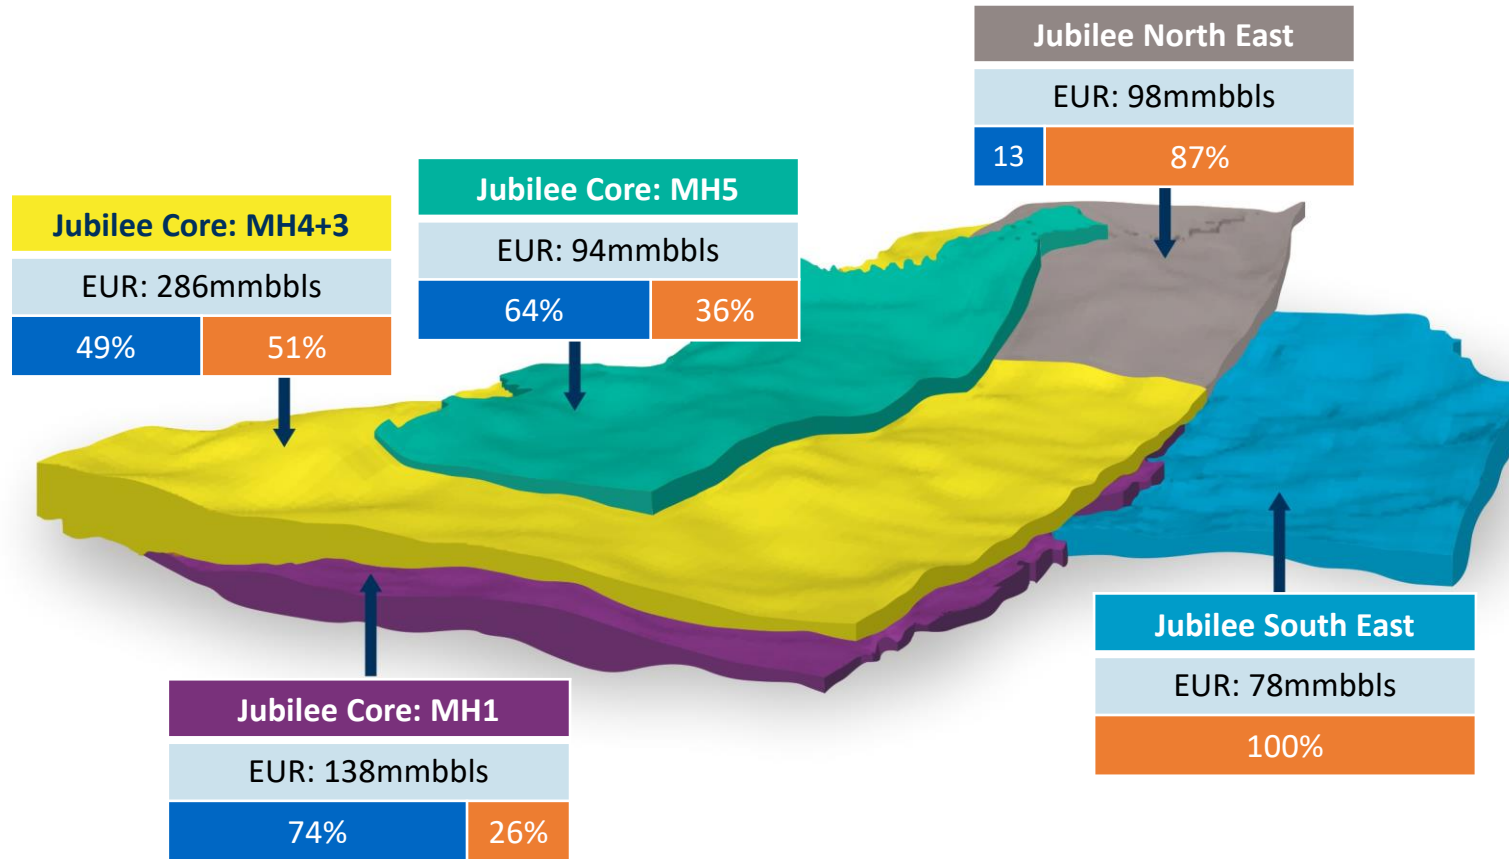 Jubilee North East
EUR: 98mmbbls
13 87%
Jubilee Core: MH5
EUR: 94mmbbls
64% 36%
Jubilee Core: MH4+3
EUR: 286mmbbls
49% 51%
Jubilee South East
EUR: 78mmbbls
100%
Jubilee Core: MH1
EUR: 138mmbbls
74% 26%